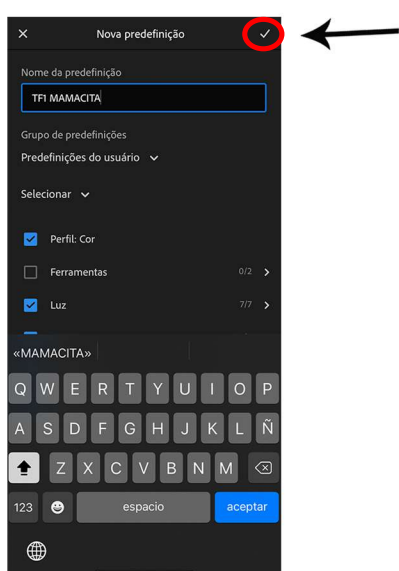 Nova predefinição
Nome da predefinição
TF1 MAMACITA
Grupo de predefinições
Predefinições do usuário
Selecionar
Perfil: Cor
Ferramentas 0/2
Luz 7/7
«MAMACITA»
Q W E R T Y U I O P
A S D F G H J K L Ñ
Z X C V B N M
123 espacio aceptar